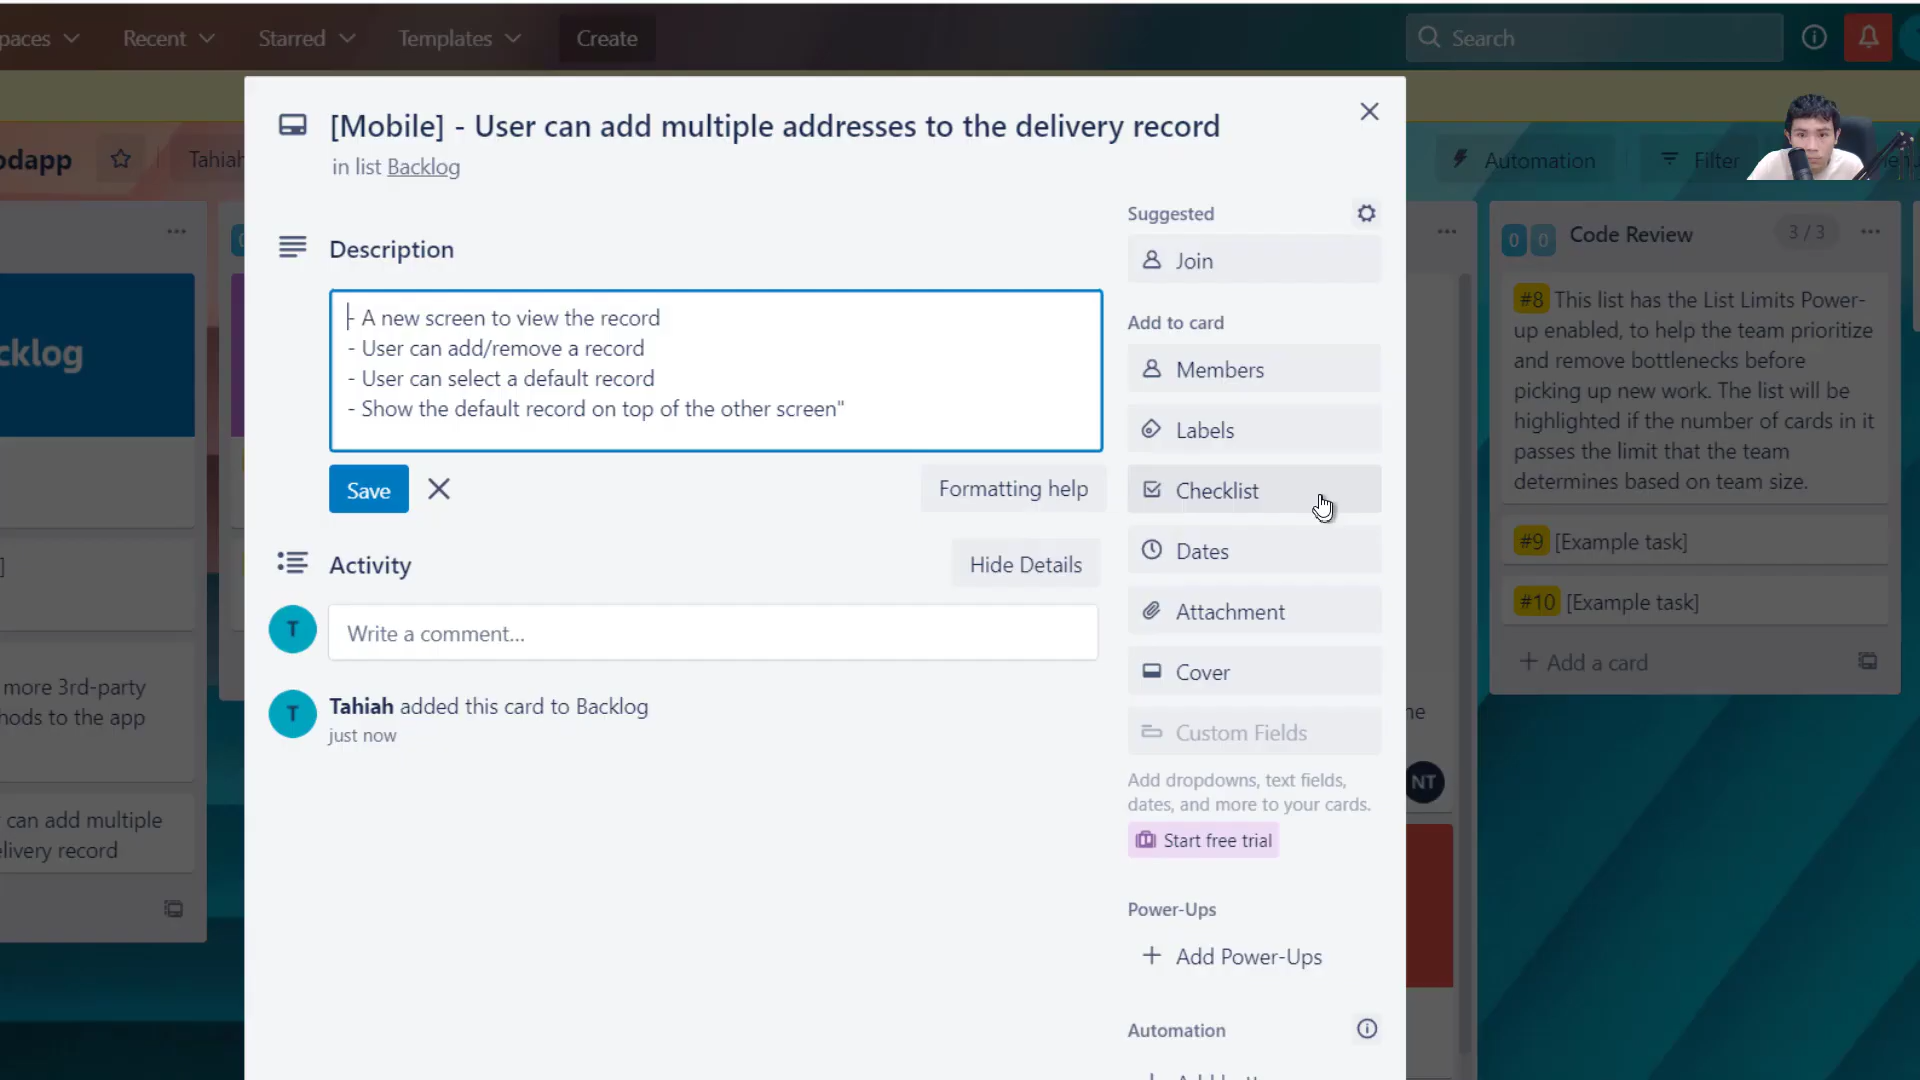 paces
Recent
Starred
Templates
Create
Search
[Mobile] - User can add multiple addresses to the delivery record
in list Backlog
odapp
Tahiah
Automation
Filter
Suggested
Join
Description
- A new screen to view the record
- User can add/remove a record
- User can select a default record
- Show the default record on top of the other screen"
Save
Formatting help
Add to card
Members
Labels
Checklist
Dates
Attachment
Cover
Custom Fields
Add dropdowns, text fields,
dates, and more to your cards.
Start free trial
Power-Ups
Add Power-Ups
Automation
Activity
Hide Details
T
Write a comment...
T
Tahiah added this card to Backlog
just now
cklog
]
more 3rd-party
hods to the app
can add multiple
elivery record
0 0 Code Review 3 / 3
#8 This list has the List Limits Power-
up enabled, to help the team prioritize
and remove bottlenecks before
picking up new work. The list will be
highlighted if the number of cards in it
passes the limit that the team
determines based on team size.
#9 [Example task]
#10 [Example task]
+ Add a card
ne
NT